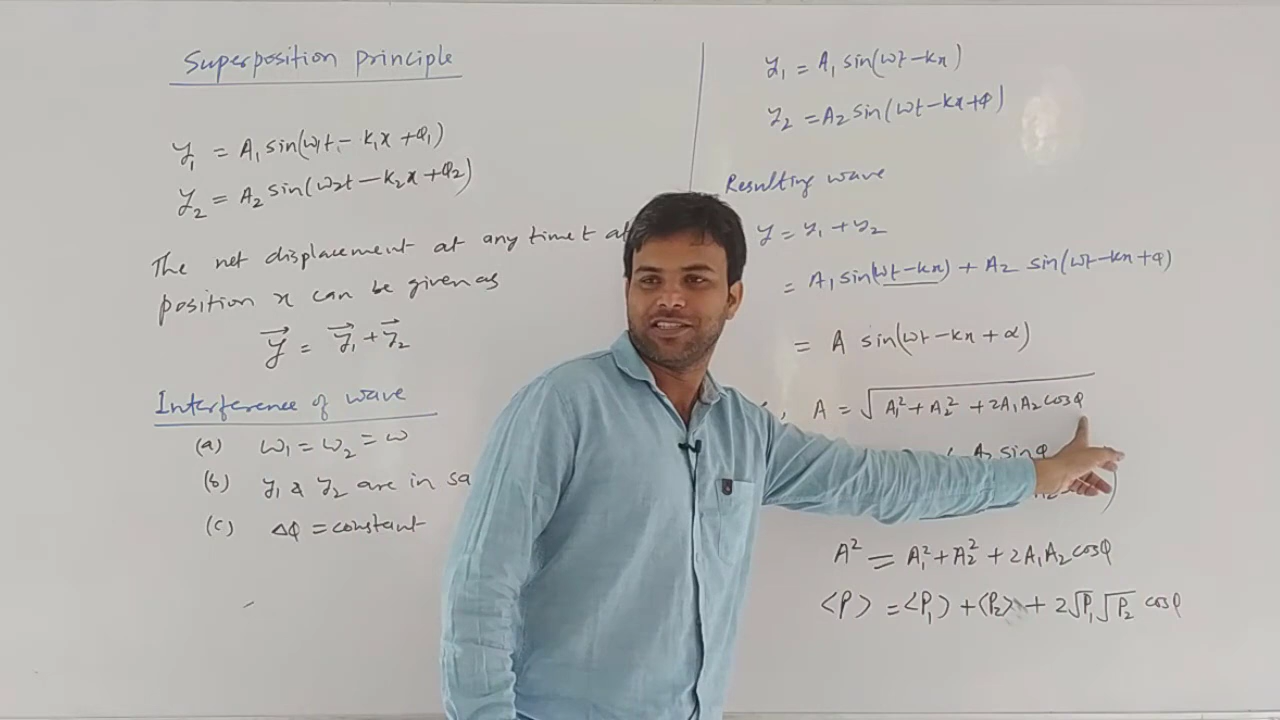 Superposition Principle
y₁ = A₁ sin(ω₁t - k₁x + φ₁)
y₂ = A₂ sin(ω₂t - k₂x + φ₂)
The net displacement at any time t at
position x can be given as
y⃗ = y⃗₁ + y⃗₂
Interference of wave
(a) ω₁ = ω₂ = ω
(b) y₁ & y₂ are in sa
(c) Δφ = constant
y₁ = A₁ sin(ωt - kx)
y₂ = A₂ sin(ωt - kx + φ)
Resulting wave
y = y₁ + y₂
= A₁ sin(ωt - kx) + A₂ sin(ωt - kx + φ)
= A sin(ωt - kx + α)
, A = √(A₁² + A₂² + 2A₁A₂ cosφ)
A₂ sin φ
A² = A₁² + A₂² + 2A₁A₂ cosφ
<P> = <P₁> + <P₂> + 2√P₁ √P₂ cosφ